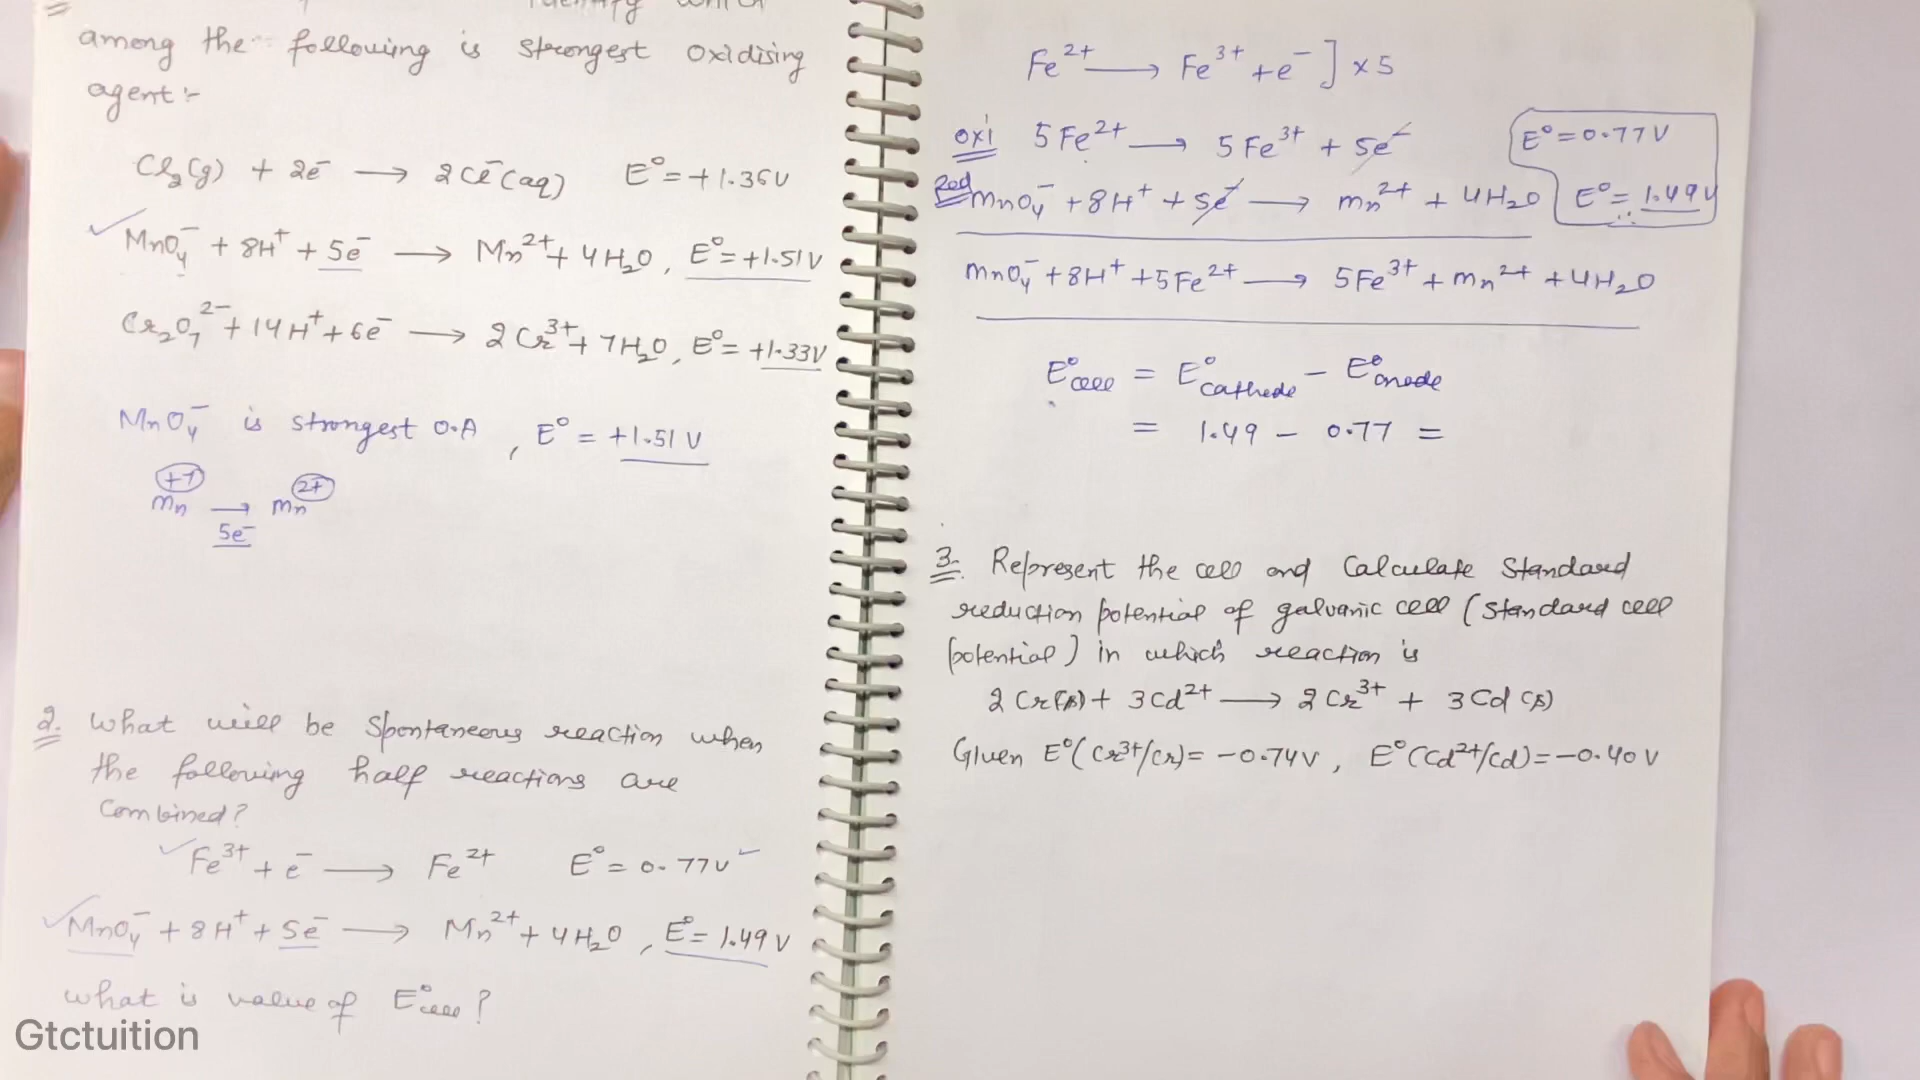 among the following is strongest oxidising
agent:-
Cl₂(g) + 2e⁻ → 2Cl⁻(aq) E° = +1.36V
MnO₄⁻ + 8H⁺ + 5e⁻ → Mn²⁺ + 4H₂O, E° = +1.51V
Cr₂O₇²⁻ + 14H⁺ + 6e⁻ → 2Cr³⁺ + 7H₂O, E° = +1.33V
MnO₄⁻ is strongest O.A, E° = +1.51 V
+7 2+
Mn → Mn
5e⁻
2. What will be Spontaneous reaction when
the following half reactions are
Combined?
Fe³⁺ + e⁻ → Fe²⁺ E° = 0.77V
MnO₄⁻ + 8H⁺ + 5e⁻ → Mn²⁺ + 4H₂O, E° = 1.49 V
What is value of E°cell?
Gtctuition
Fe²⁺ → Fe³⁺ + e⁻ ] × 5
oxi 5Fe²⁺ → 5Fe³⁺ + 5e⁻ E° = 0.77V
Red MnO₄⁻ + 8H⁺ + 5e⁻ → Mn²⁺ + 4H₂O E° = 1.49V
MnO₄⁻ + 8H⁺ + 5Fe²⁺ → 5Fe³⁺ + Mn²⁺ + 4H₂O
E°cell = E°cathode - E°anode
= 1.49 - 0.77 =
3. Represent the cell and Calculate Standard
reduction potential of galvanic cell (Standard cell
potential) in which reaction is
2Cr(s) + 3Cd²⁺ → 2Cr³⁺ + 3Cd(s)
Given E°(Cr³⁺/Cr) = -0.74V, E°(Cd²⁺/Cd) = -0.40V